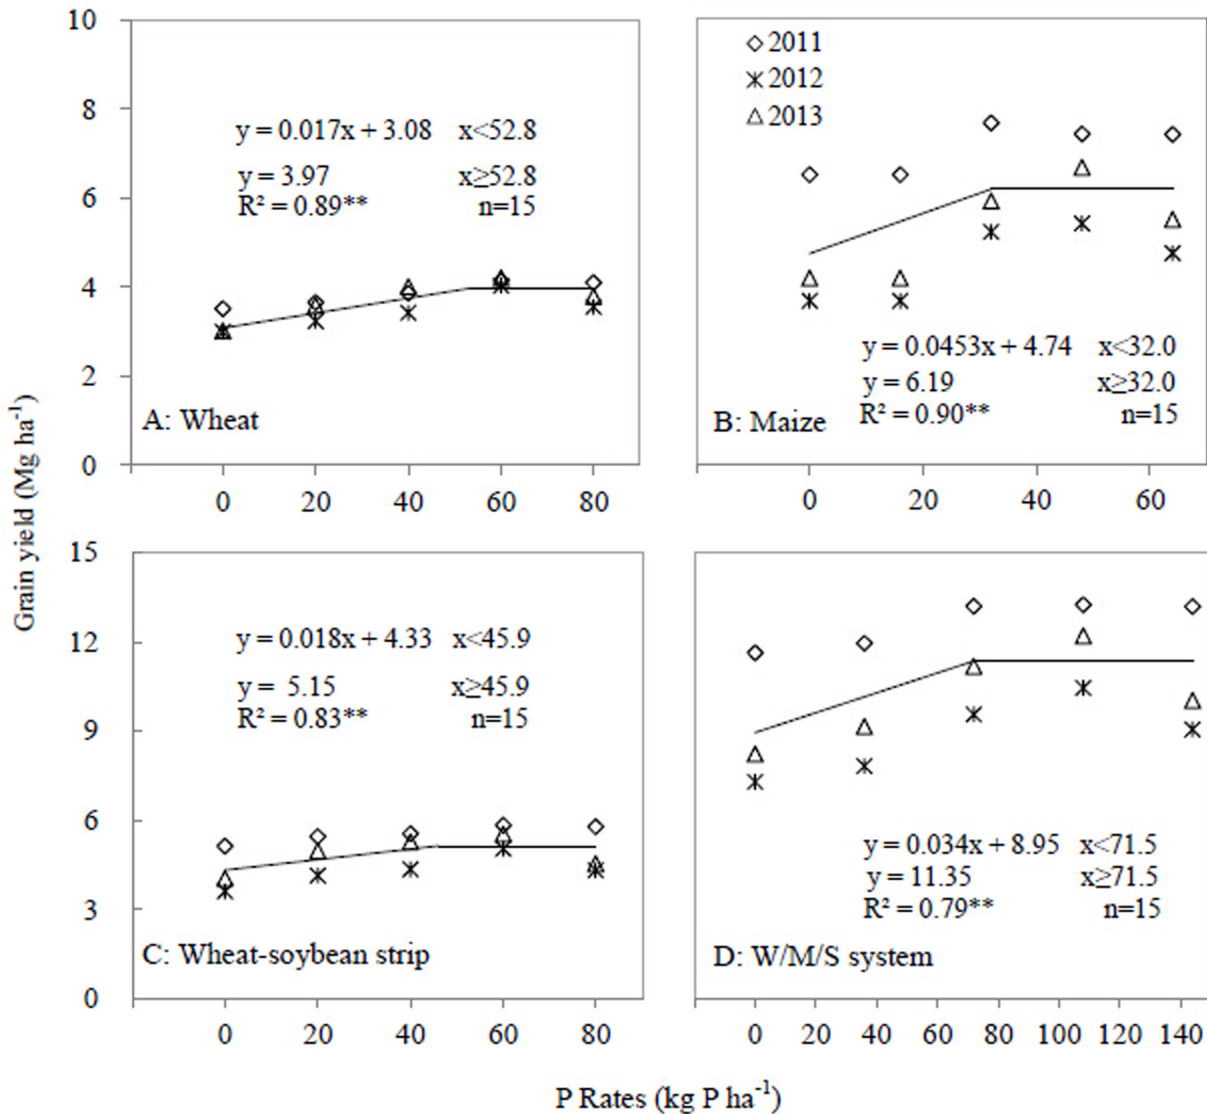 Grain yield (Mg ha⁻¹)
10
8
6
4
2
0
y = 0.017x + 3.08 x<52.8
y = 3.97 x≥52.8
R² = 0.89** n=15
A: Wheat
0 20 40 60 80
2011
2012
2013
y = 0.0453x + 4.74 x<32.0
y = 6.19 x≥32.0
R² = 0.90** n=15
B: Maize
0 20 40 60
15
12
9
6
3
0
y = 0.018x + 4.33 x<45.9
y = 5.15 x≥45.9
R² = 0.83** n=15
C: Wheat-soybean strip
0 20 40 60 80
y = 0.034x + 8.95 x<71.5
y = 11.35 x≥71.5
R² = 0.79** n=15
D: W/M/S system
0 20 40 60 80 100 120 140
P Rates (kg P ha⁻¹)